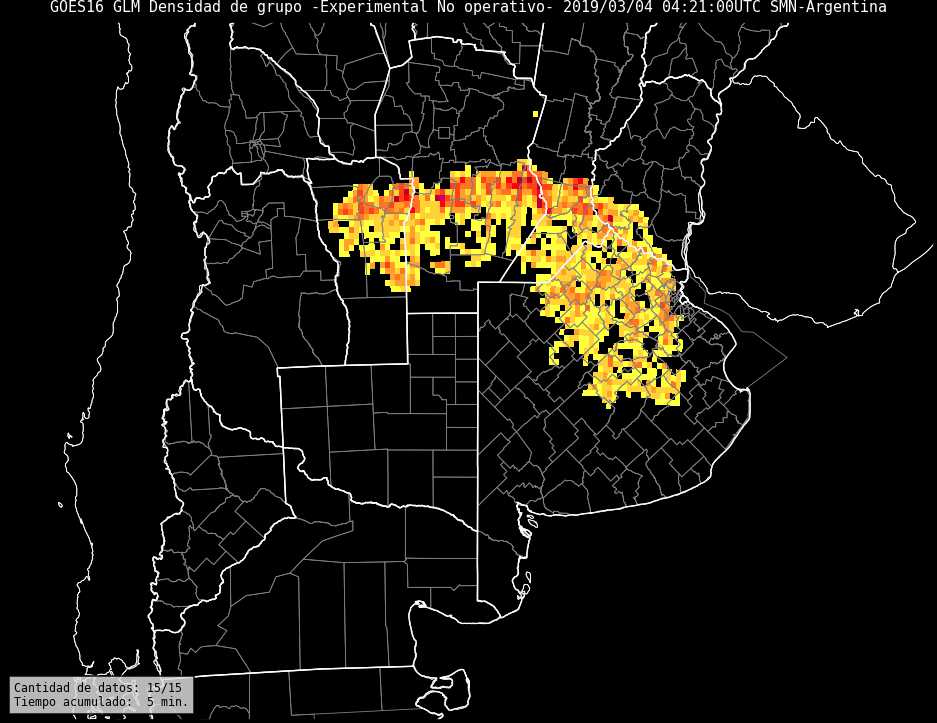 GOES16 GLM Densidad de grupo -Experimental No operativo- 2019/03/04 04:21:00UTC SMN-Argentina
Cantidad de datos: 15/15
Tiempo acumulado:  5 min.